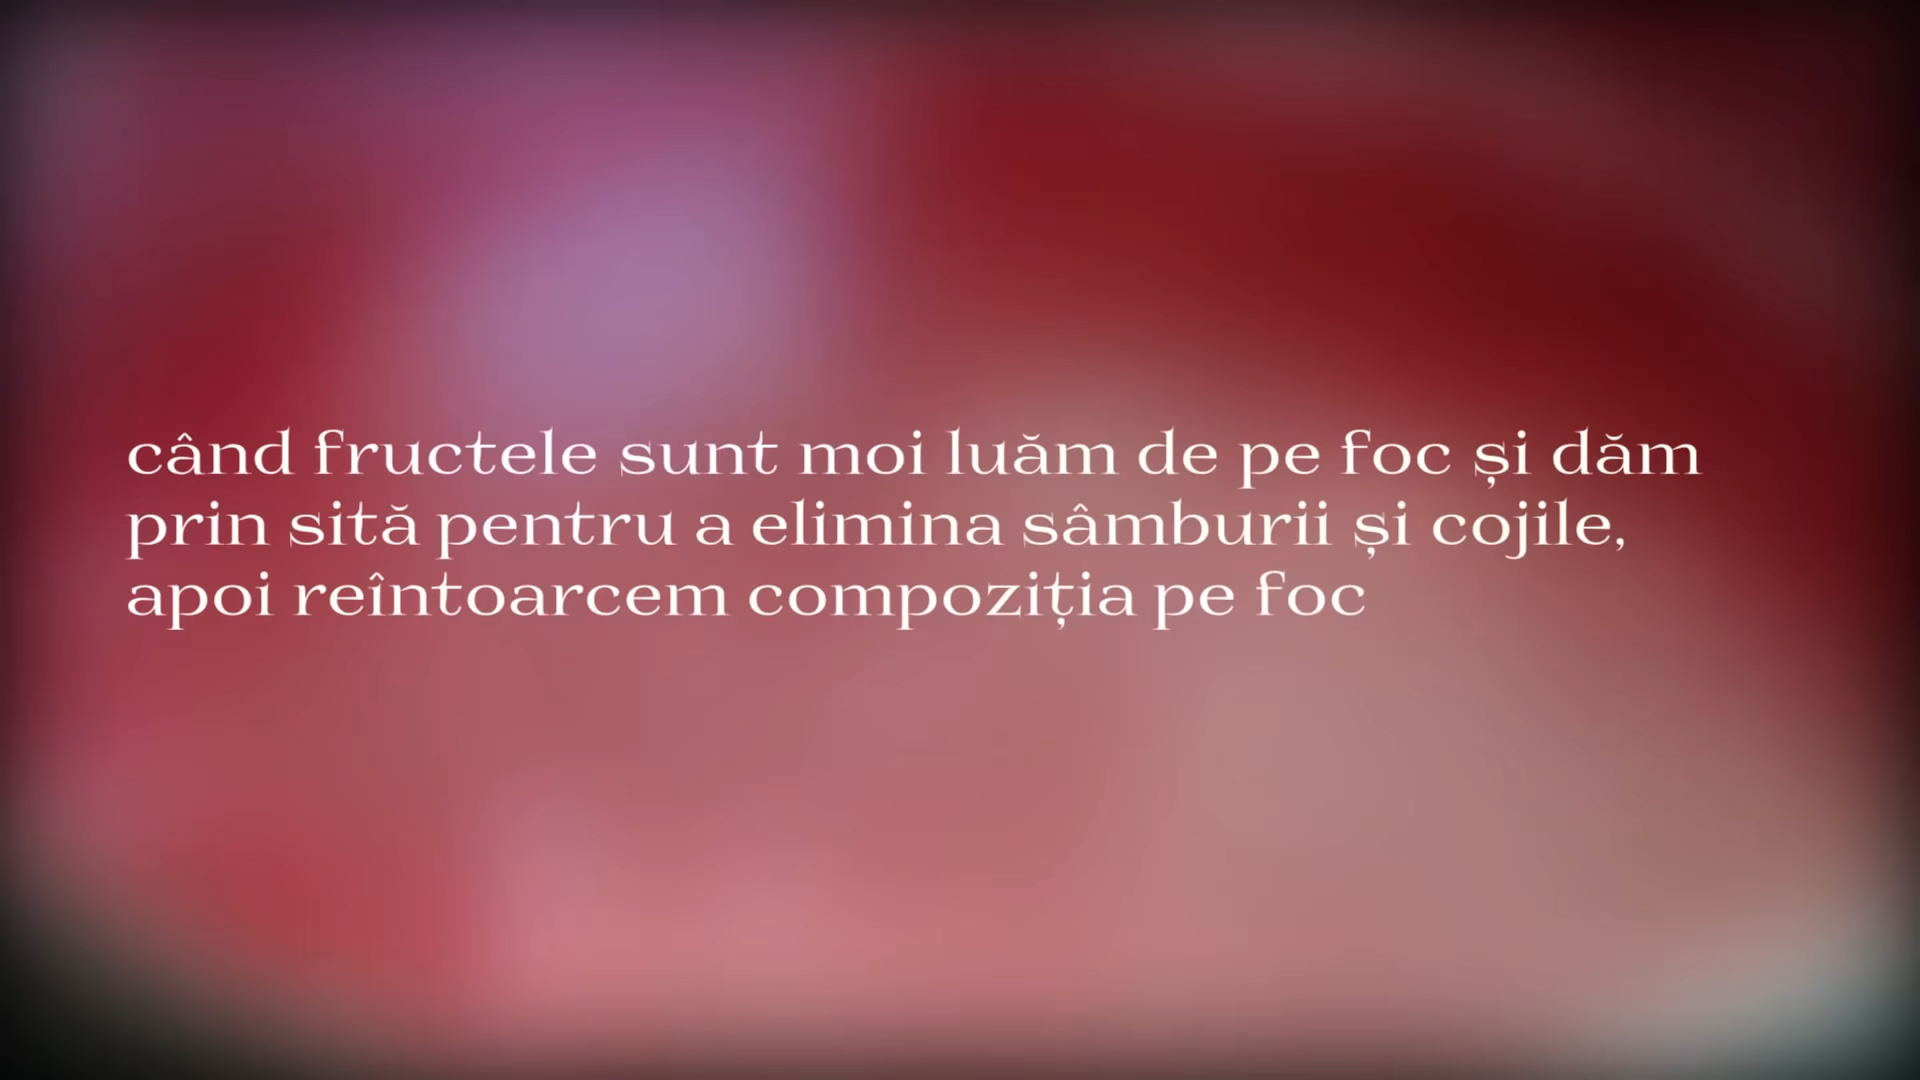 când fructele sunt moi luăm de pe foc și dăm
prin sită pentru a elimina sâmburii și cojile,
apoi reîntoarcem compoziția pe foc